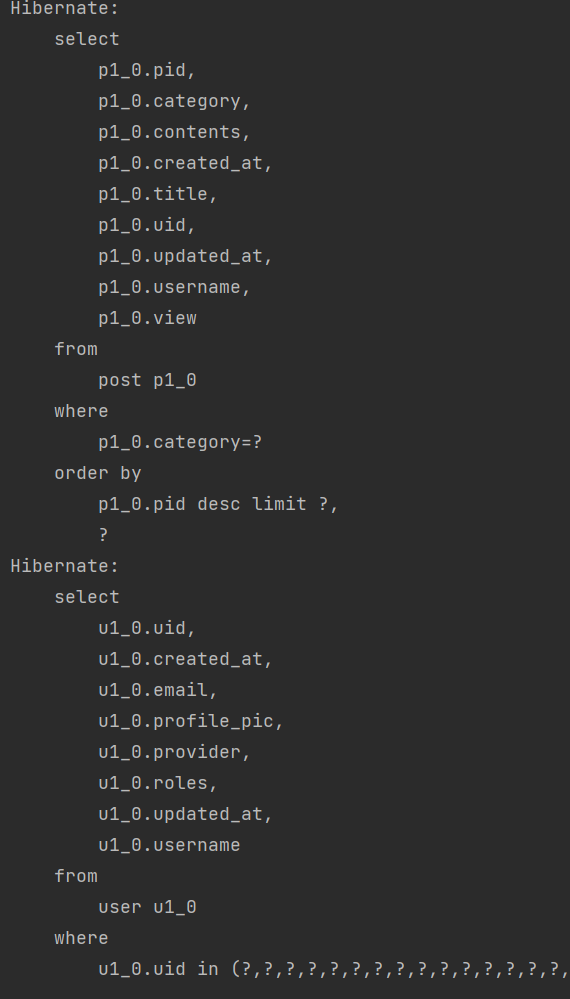 Hibernate:
    select
        p1_0.pid,
        p1_0.category,
        p1_0.contents,
        p1_0.created_at,
        p1_0.title,
        p1_0.uid,
        p1_0.updated_at,
        p1_0.username,
        p1_0.view
    from
        post p1_0
    where
        p1_0.category=?
    order by
        p1_0.pid desc limit ?,
        ?
Hibernate:
    select
        u1_0.uid,
        u1_0.created_at,
        u1_0.email,
        u1_0.profile_pic,
        u1_0.provider,
        u1_0.roles,
        u1_0.updated_at,
        u1_0.username
    from
        user u1_0
    where
        u1_0.uid in (?,?,?,?,?,?,?,?,?,?,?,?,?,?,?,